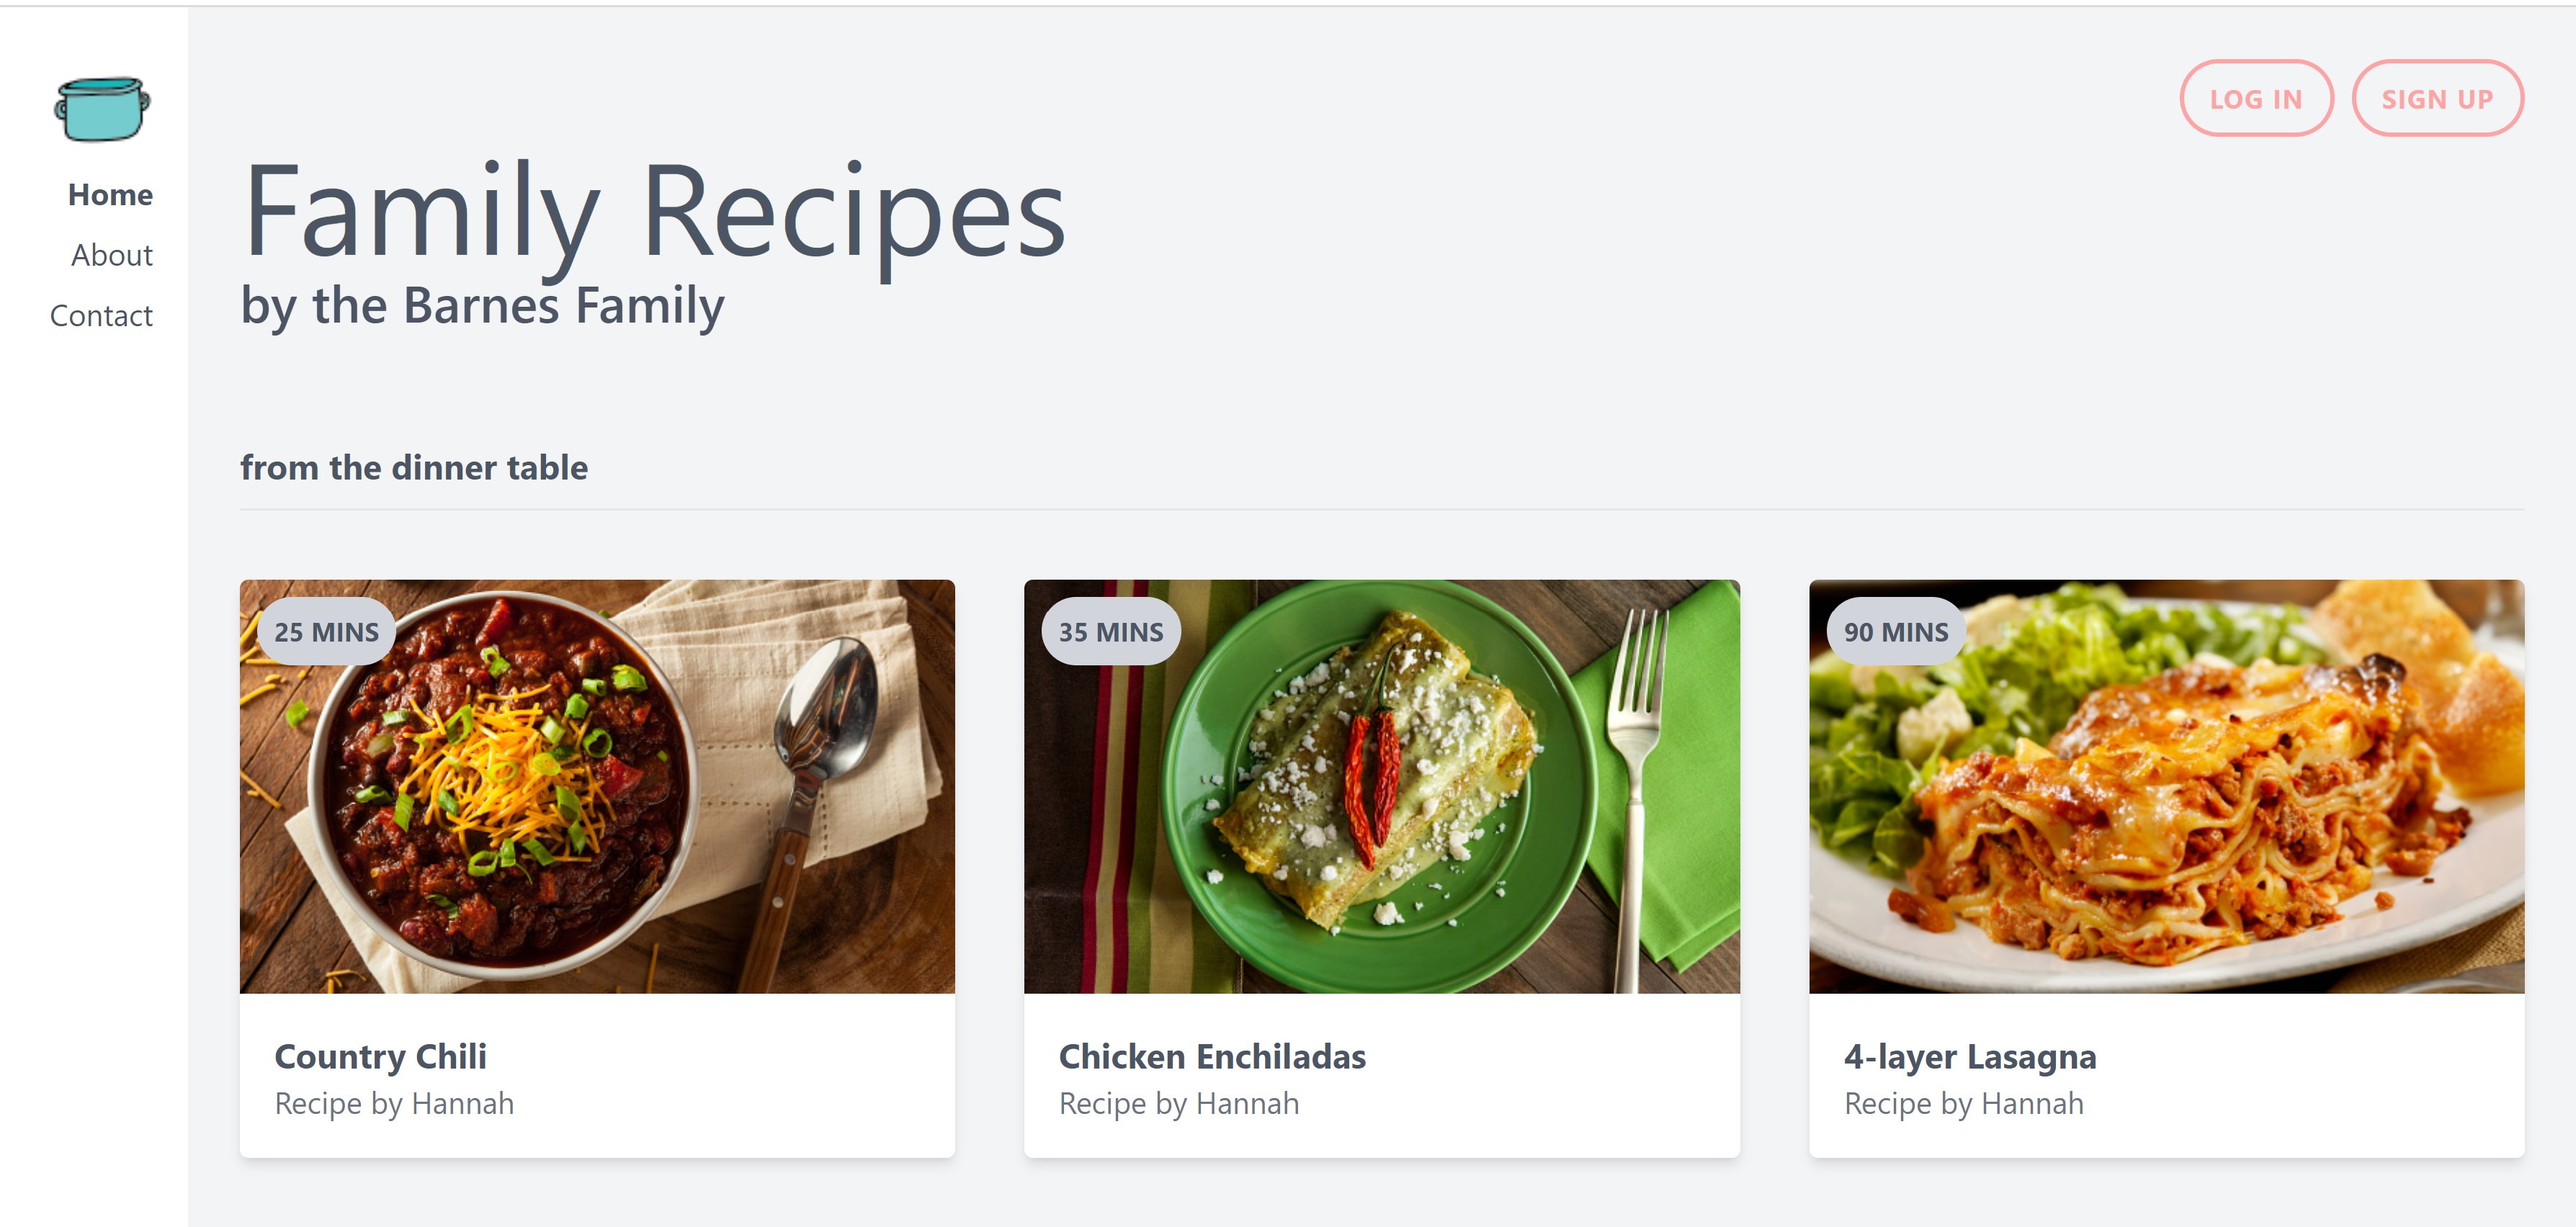 LOG IN
SIGN UP
Home
About
Contact
Family Recipes
by the Barnes Family
from the dinner table
25 MINS
Country Chili
Recipe by Hannah
35 MINS
Chicken Enchiladas
Recipe by Hannah
90 MINS
4-layer Lasagna
Recipe by Hannah